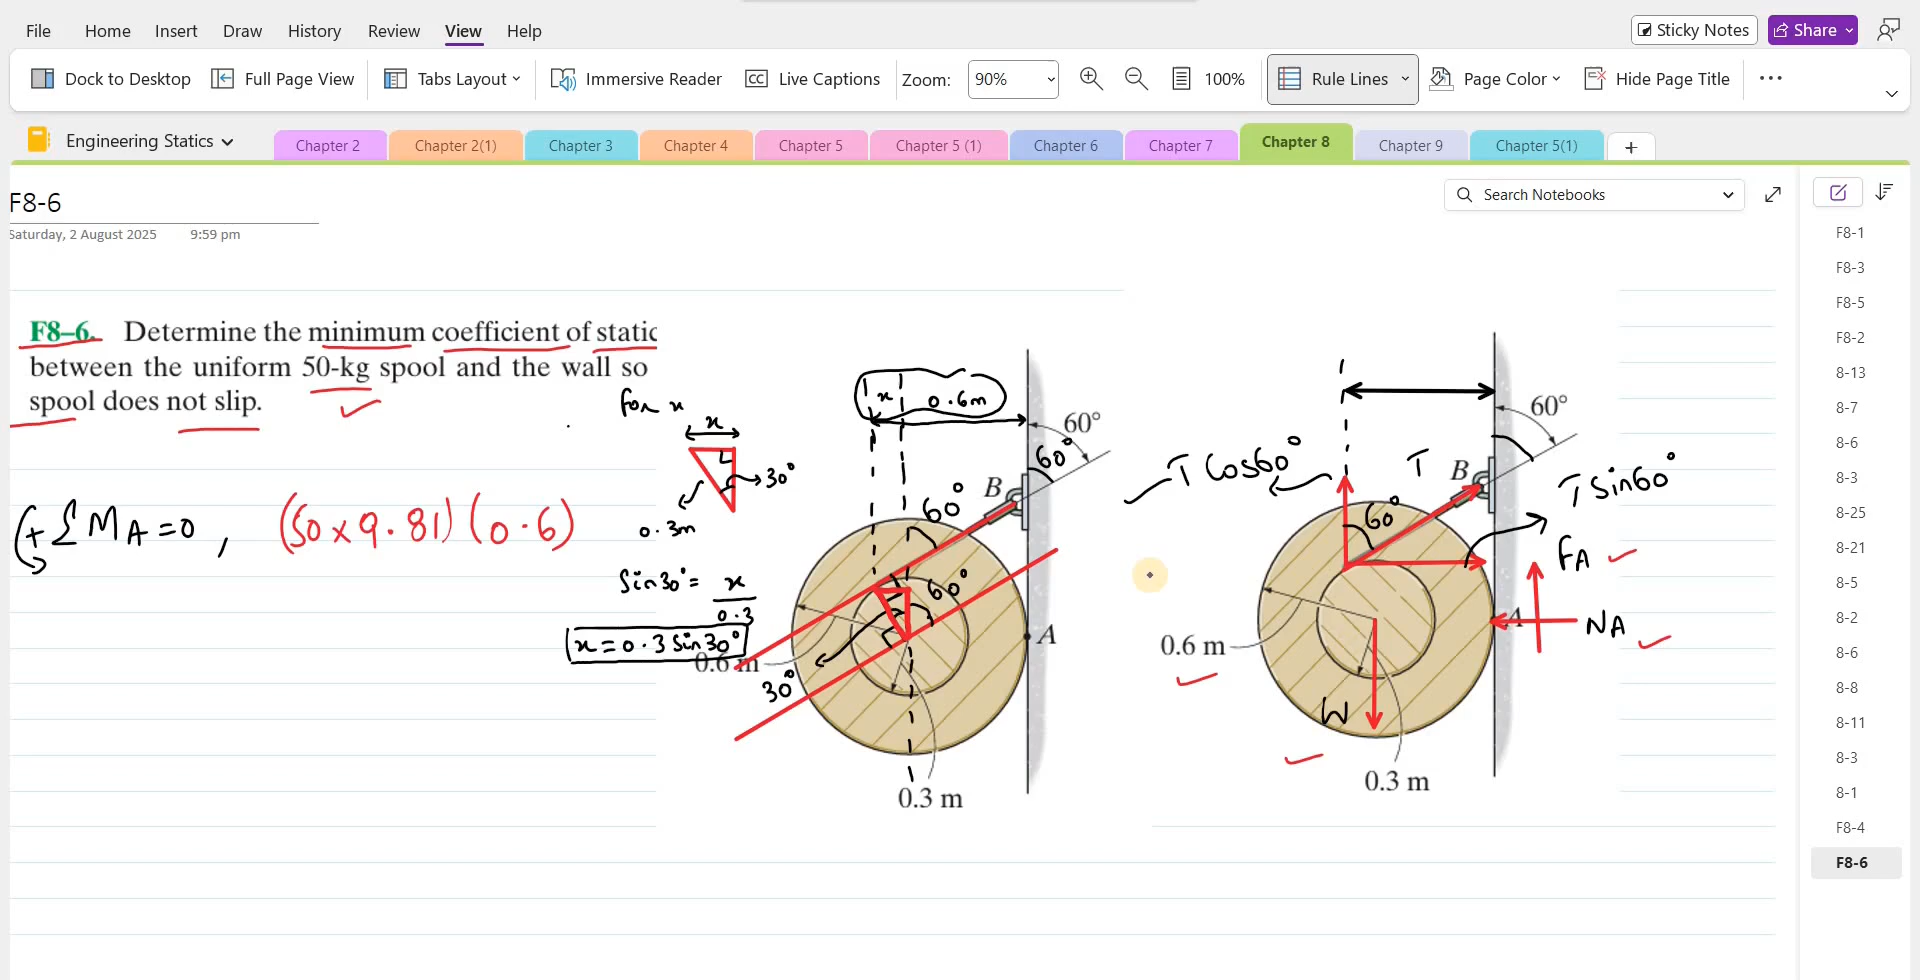 File Home Insert Draw History Review View Help
Sticky Notes Share
Dock to Desktop Full Page View Tabs Layout Immersive Reader CC Live Captions Zoom: 90% 100% Rule Lines Page Color Hide Page Title
Engineering Statics Chapter 2 Chapter 2(1) Chapter 3 Chapter 4 Chapter 5 Chapter 5 (1) Chapter 6 Chapter 7 Chapter 8 Chapter 9 Chapter 5(1) +
F8-6
Saturday, 2 August 2025 9:59 pm
Search Notebooks
F8–6. Determine the minimum coefficient of static
between the uniform 50-kg spool and the wall so
spool does not slip.
(+ ΣMA=0, (50×9.81)(0.6)
for x
x
30°
0.3m
Sin30° = x/0.3
x=0.3 Sin30°
x 0.6m
60°
60°
B
60°
60°
A
0.6 m
30°
0.3 m
60°
T Cos60°
T
B
T sin60°
60°
FA
A
NA
0.6 m
W
0.3 m
F8-1
F8-3
F8-5
F8-2
8-13
8-7
8-6
8-3
8-25
8-21
8-5
8-2
8-6
8-8
8-11
8-3
8-1
F8-4
F8-6